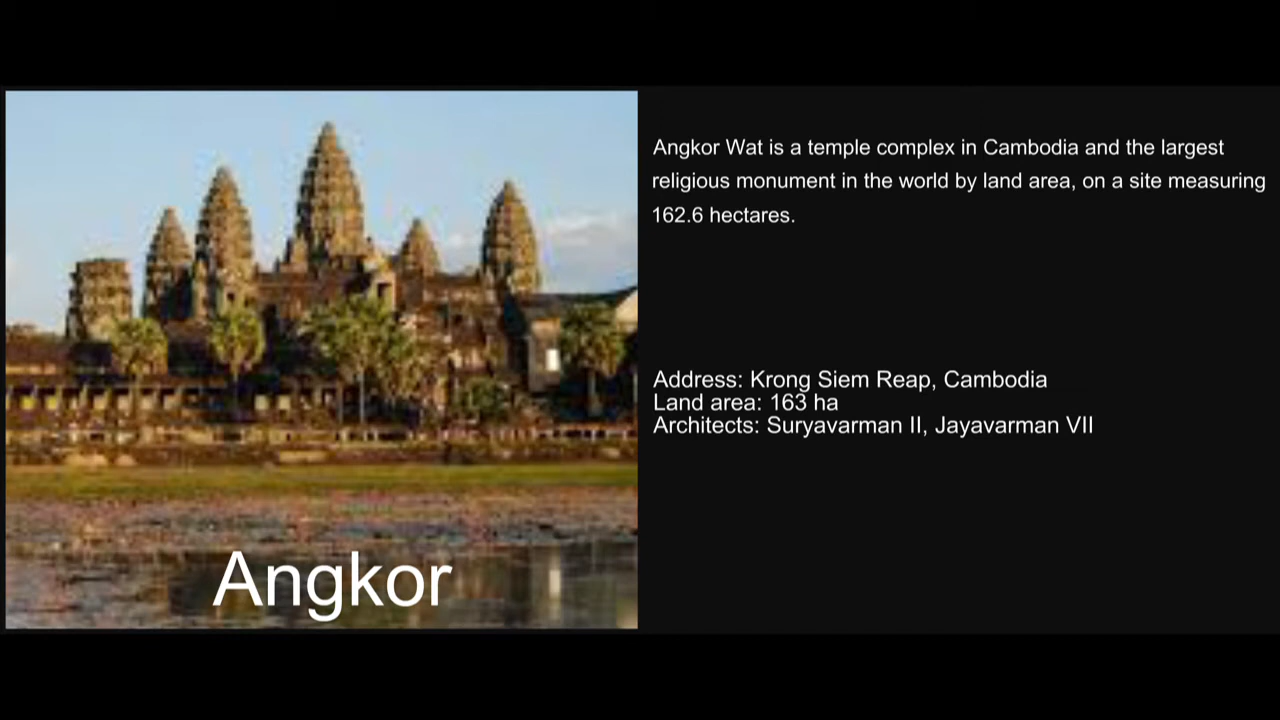 Angkor Wat is a temple complex in Cambodia and the largest
religious monument in the world by land area, on a site measuring
162.6 hectares.
Address: Krong Siem Reap, Cambodia
Land area: 163 ha
Architects: Suryavarman II, Jayavarman VII
Angkor